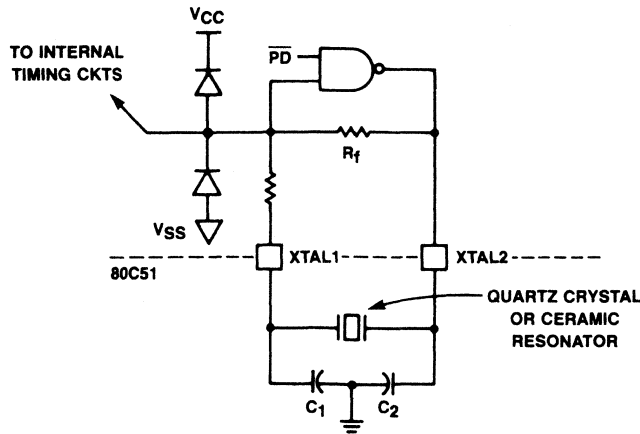 VCC
TO INTERNAL
TIMING CKTS
PD
Rf
VSS
XTAL1
XTAL2
80C51
QUARTZ CRYSTAL
OR CERAMIC
RESONATOR
C1
C2